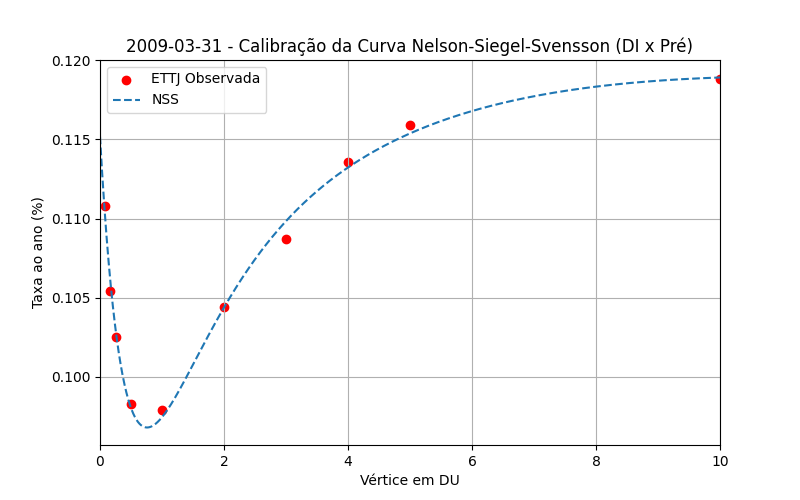 2009-03-31 - Calibração da Curva Nelson-Siegel-Svensson (DI x Pré)
ETTJ Observada
NSS
0.120
0.115
0.110
0.105
0.100
Taxa ao ano (%)
0 2 4 6 8 10
Vértice em DU